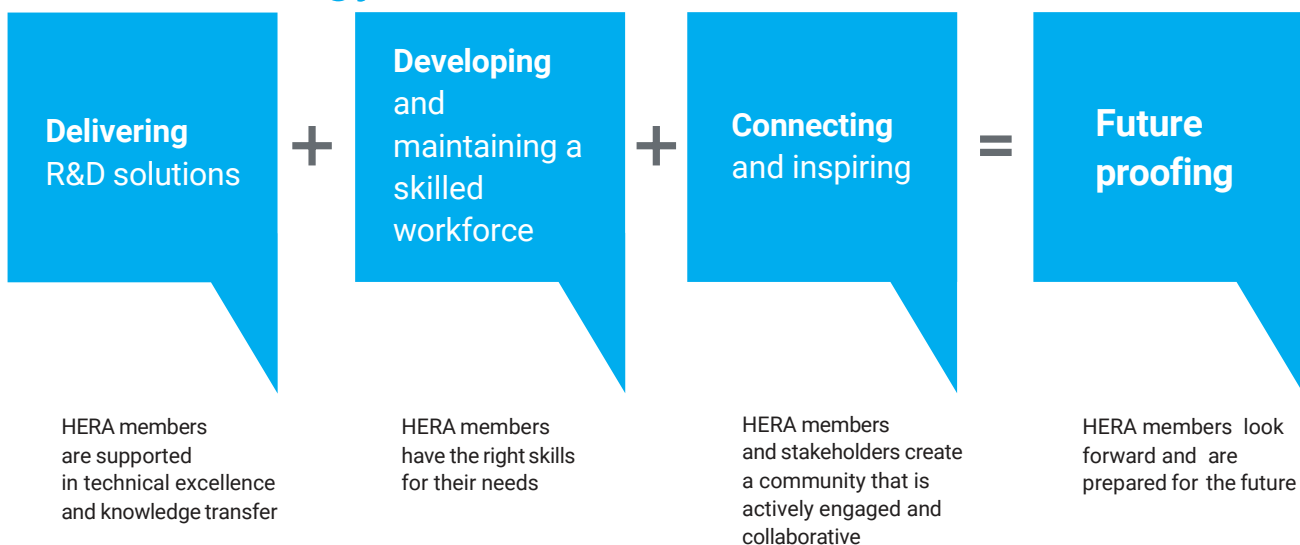 Delivering
R&D solutions
+
Developing
and
maintaining a
skilled
workforce
+
Connecting
and inspiring
=
Future
proofing
HERA members
are supported
in technical excellence
and knowledge transfer
HERA members
have the right skills
for their needs
HERA members
and stakeholders create
a community that is
actively engaged and
collaborative
HERA members look
forward and are
prepared for the future